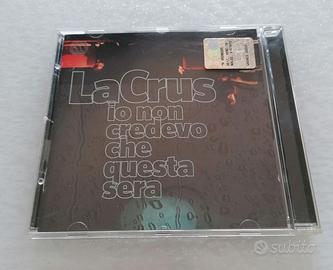 LaCrus
io non
credevo
che
questa
sera
subito